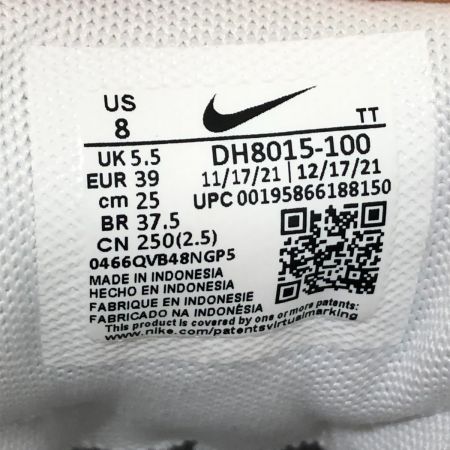 US
8
TT
UK 5.5
DH8015-100
EUR 39
11/17/21 | 12/17/21
cm 25
UPC 00195866188150
BR 37.5
CN 250(2.5)
0466QVB48NGP5
MADE IN INDONESIA
HECHO EN INDONESIA
FABRIQUE EN INDONESIE
FABRICADO NA INDONÉSIA
This product is covered by one or more patents:
www.nike.com/patentsvirtualmarking